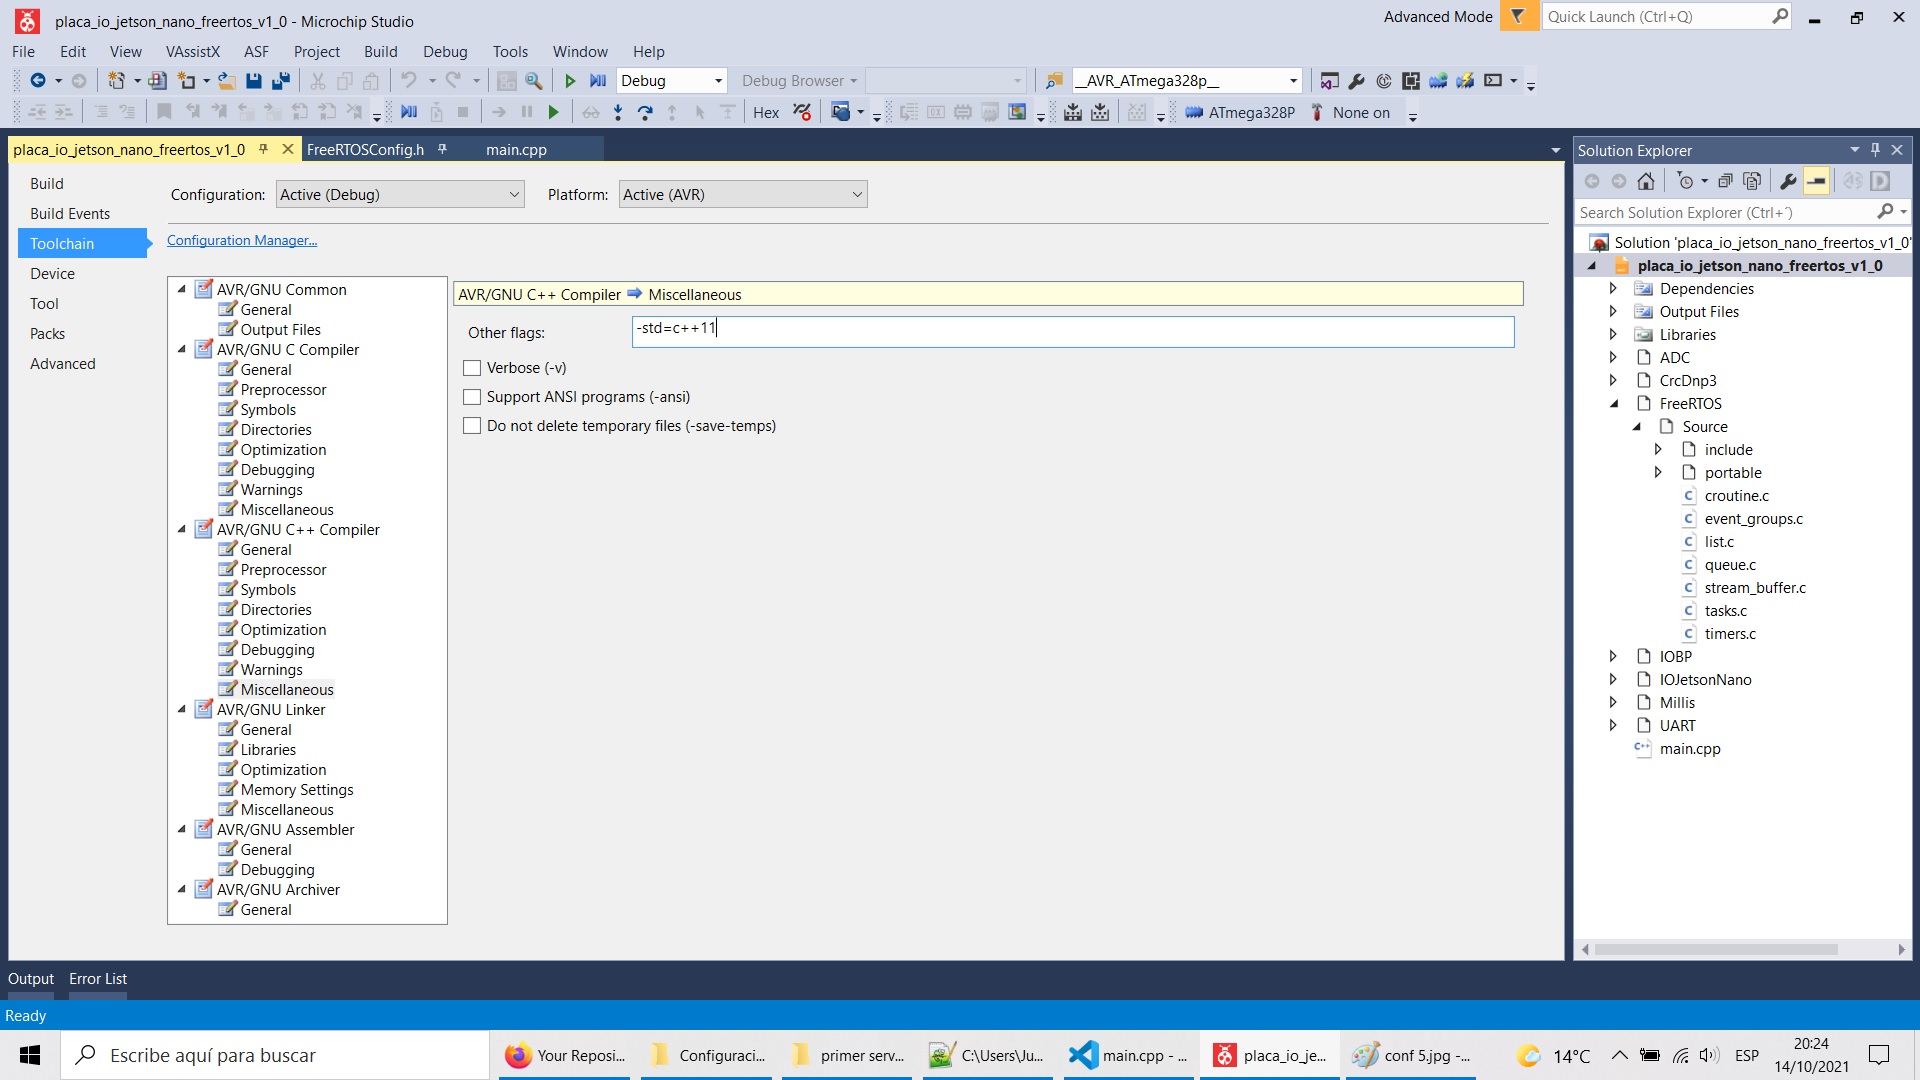 placa_io_jetson_nano_freertos_v1_0 - Microchip Studio
Advanced Mode
Quick Launch (Ctrl+Q)
File Edit View VAssistX ASF Project Build Debug Tools Window Help
Debug Debug Browser __AVR_ATmega328p__
Hex ATmega328P None on
placa_io_jetson_nano_freertos_v1_0 FreeRTOSConfig.h main.cpp
Build
Build Events
Toolchain
Device
Tool
Packs
Advanced
Configuration: Active (Debug) Platform: Active (AVR)
Configuration Manager...
AVR/GNU Common
General
Output Files
AVR/GNU C Compiler
General
Preprocessor
Symbols
Directories
Optimization
Debugging
Warnings
Miscellaneous
AVR/GNU C++ Compiler
General
Preprocessor
Symbols
Directories
Optimization
Debugging
Warnings
Miscellaneous
AVR/GNU Linker
General
Libraries
Optimization
Memory Settings
Miscellaneous
AVR/GNU Assembler
General
Debugging
AVR/GNU Archiver
General
AVR/GNU C++ Compiler Miscellaneous
Other flags: -std=c++11
Verbose (-v)
Support ANSI programs (-ansi)
Do not delete temporary files (-save-temps)
Solution Explorer
Search Solution Explorer (Ctrl+´)
Solution 'placa_io_jetson_nano_freertos_v1_0'
placa_io_jetson_nano_freertos_v1_0
Dependencies
Output Files
Libraries
ADC
CrcDnp3
FreeRTOS
Source
include
portable
croutine.c
event_groups.c
list.c
queue.c
stream_buffer.c
tasks.c
timers.c
IOBP
IOJetsonNano
Millis
UART
main.cpp
Output Error List
Ready
Escribe aquí para buscar
Your Reposi...
Configuraci...
primer serv...
C:\Users\Ju...
main.cpp - ...
placa_io_je...
conf 5.jpg -...
14°C
ESP
20:24
14/10/2021